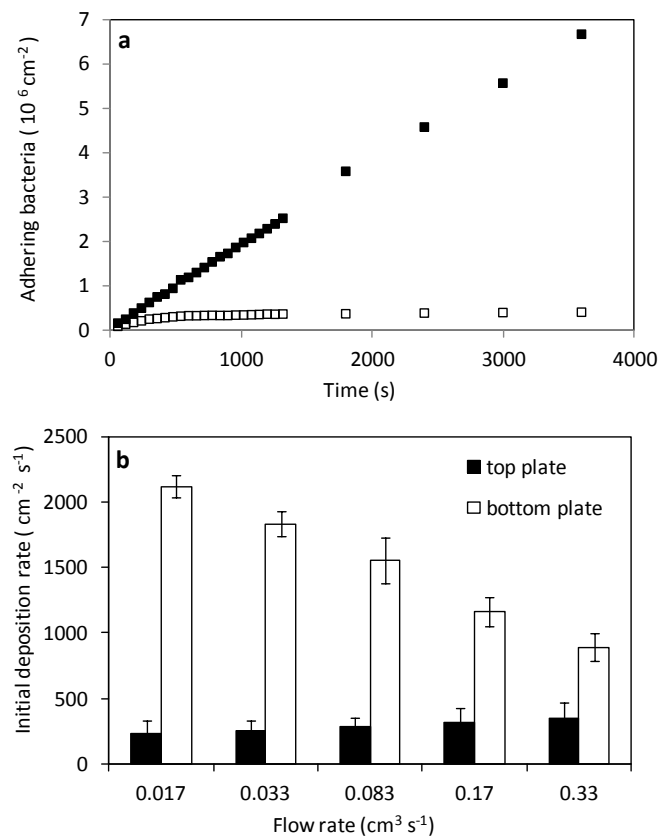 a
Adhering bacteria ( 10 ⁶ cm⁻²)
7
6
5
4
3
2
1
0
0 1000 2000 3000 4000
Time (s)
b
Initial deposition rate ( cm⁻² s⁻¹)
2500
2000
1500
1000
500
0
top plate
bottom plate
0.017 0.033 0.083 0.17 0.33
Flow rate (cm³ s⁻¹)